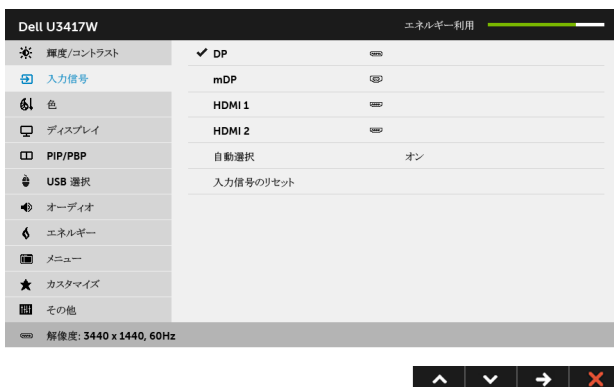 Dell U3417W エネルギー利用
輝度/コントラスト DP
入力信号 mDP
色 HDMI 1
ディスプレイ HDMI 2
PIP/PBP 自動選択 オン
USB 選択 入力信号のリセット
オーディオ
エネルギー
メニュー
カスタマイズ
その他
解像度: 3440 x 1440, 60Hz